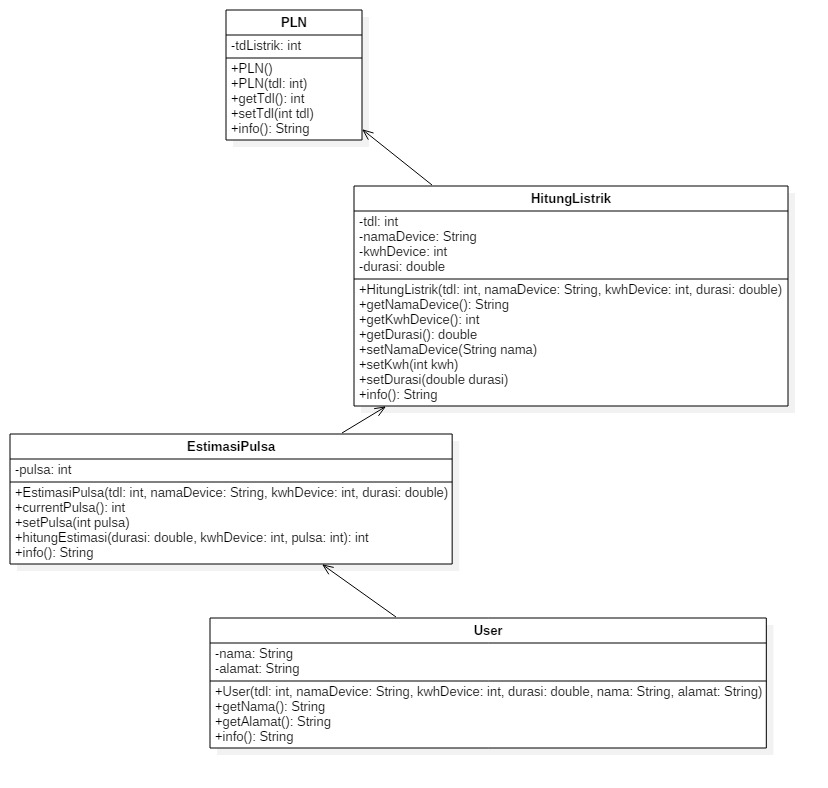 PLN
-tdListrik: int
+PLN()
+PLN(tdl: int)
+getTdl(): int
+setTdl(int tdl)
+info(): String
HitungListrik
-tdl: int
-namaDevice: String
-kwhDevice: int
-durasi: double
+HitungListrik(tdl: int, namaDevice: String, kwhDevice: int, durasi: double)
+getNamaDevice(): String
+getKwhDevice(): int
+getDurasi(): double
+setNamaDevice(String nama)
+setKwh(int kwh)
+setDurasi(double durasi)
+info(): String
EstimasiPulsa
-pulsa: int
+EstimasiPulsa(tdl: int, namaDevice: String, kwhDevice: int, durasi: double)
+currentPulsa(): int
+setPulsa(int pulsa)
+hitungEstimasi(durasi: double, kwhDevice: int, pulsa: int): int
+info(): String
User
-nama: String
-alamat: String
+User(tdl: int, namaDevice: String, kwhDevice: int, durasi: double, nama: String, alamat: String)
+getNama(): String
+getAlamat(): String
+info(): String